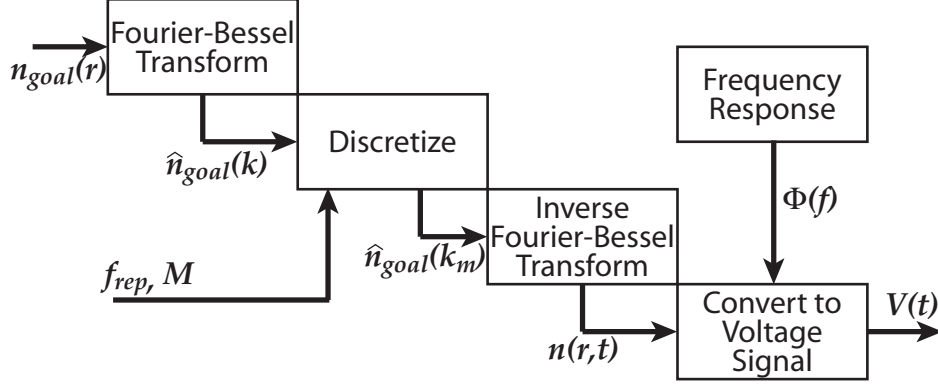 Fourier-Bessel
Transform
n_goal(r)
Frequency
Response
Discretize
n̂_goal(k)
Φ(f)
Inverse
Fourier-Bessel
Transform
n̂_goal(k_m)
f_rep, M
Convert to
Voltage
Signal
V(t)
n(r,t)